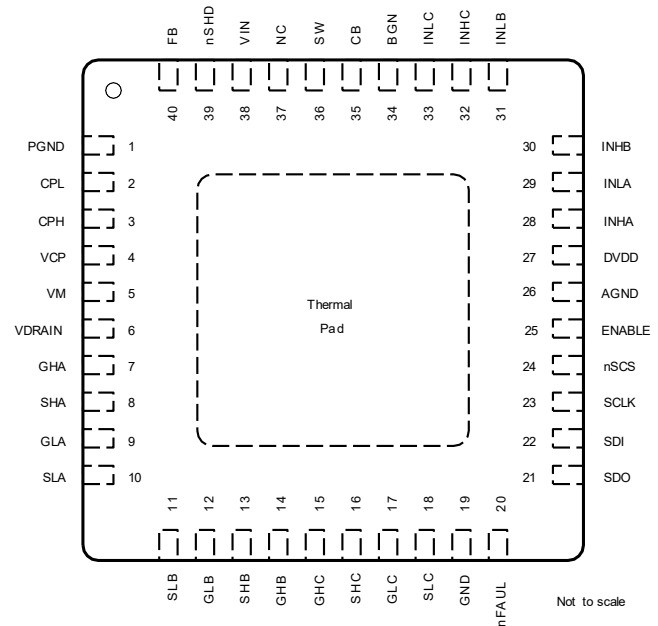 FB nSHD VIN NC SW CB BGN INLC INHC INLB
40 39 38 37 36 35 34 33 32 31
PGND 1 30 INHB
CPL 2 29 INLA
CPH 3 28 INHA
VCP 4 27 DVDD
VM 5 26 AGND
VDRAIN 6 25 ENABLE
GHA 7 24 nSCS
SHA 8 23 SCLK
GLA 9 22 SDI
SLA 10 21 SDO
Thermal
Pad
11 12 13 14 15 16 17 18 19 20
SLB GLB SHB GHB GHC SHC GLC SLC GND nFAUL
Not to scale